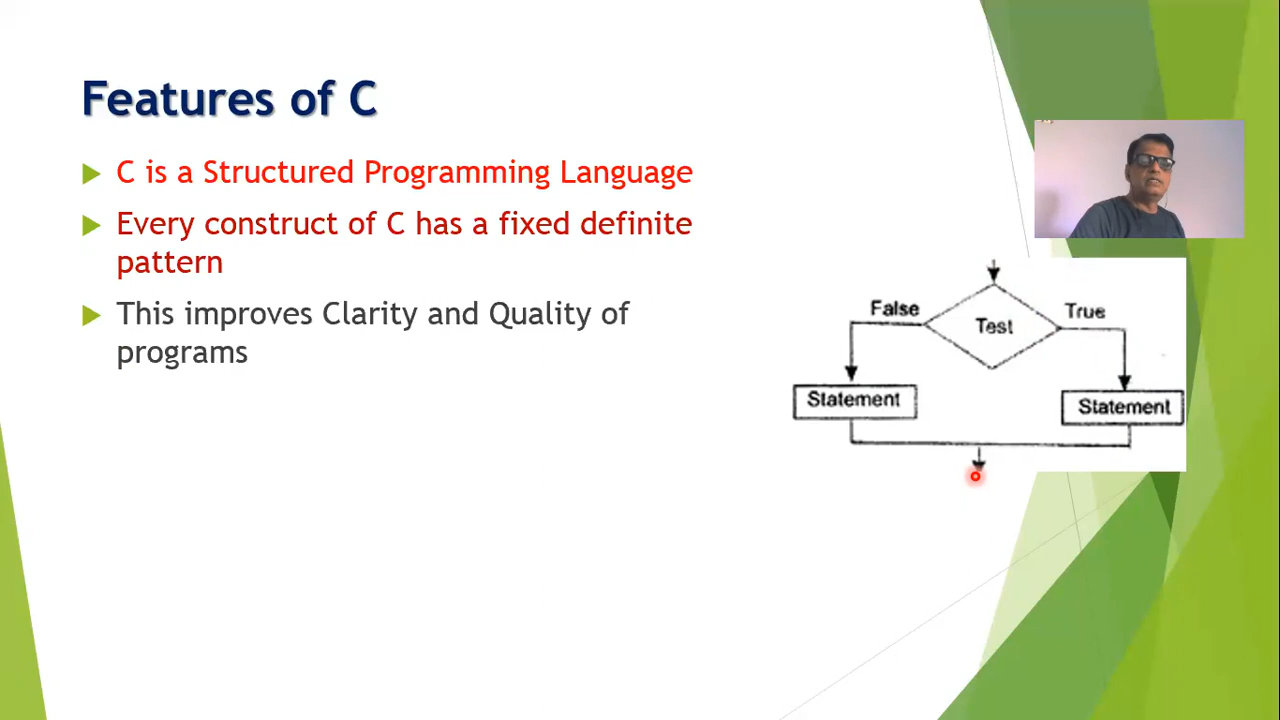 Features of C
C is a Structured Programming Language
Every construct of C has a fixed definite
pattern
This improves Clarity and Quality of
programs
False
True
Test
Statement
Statement